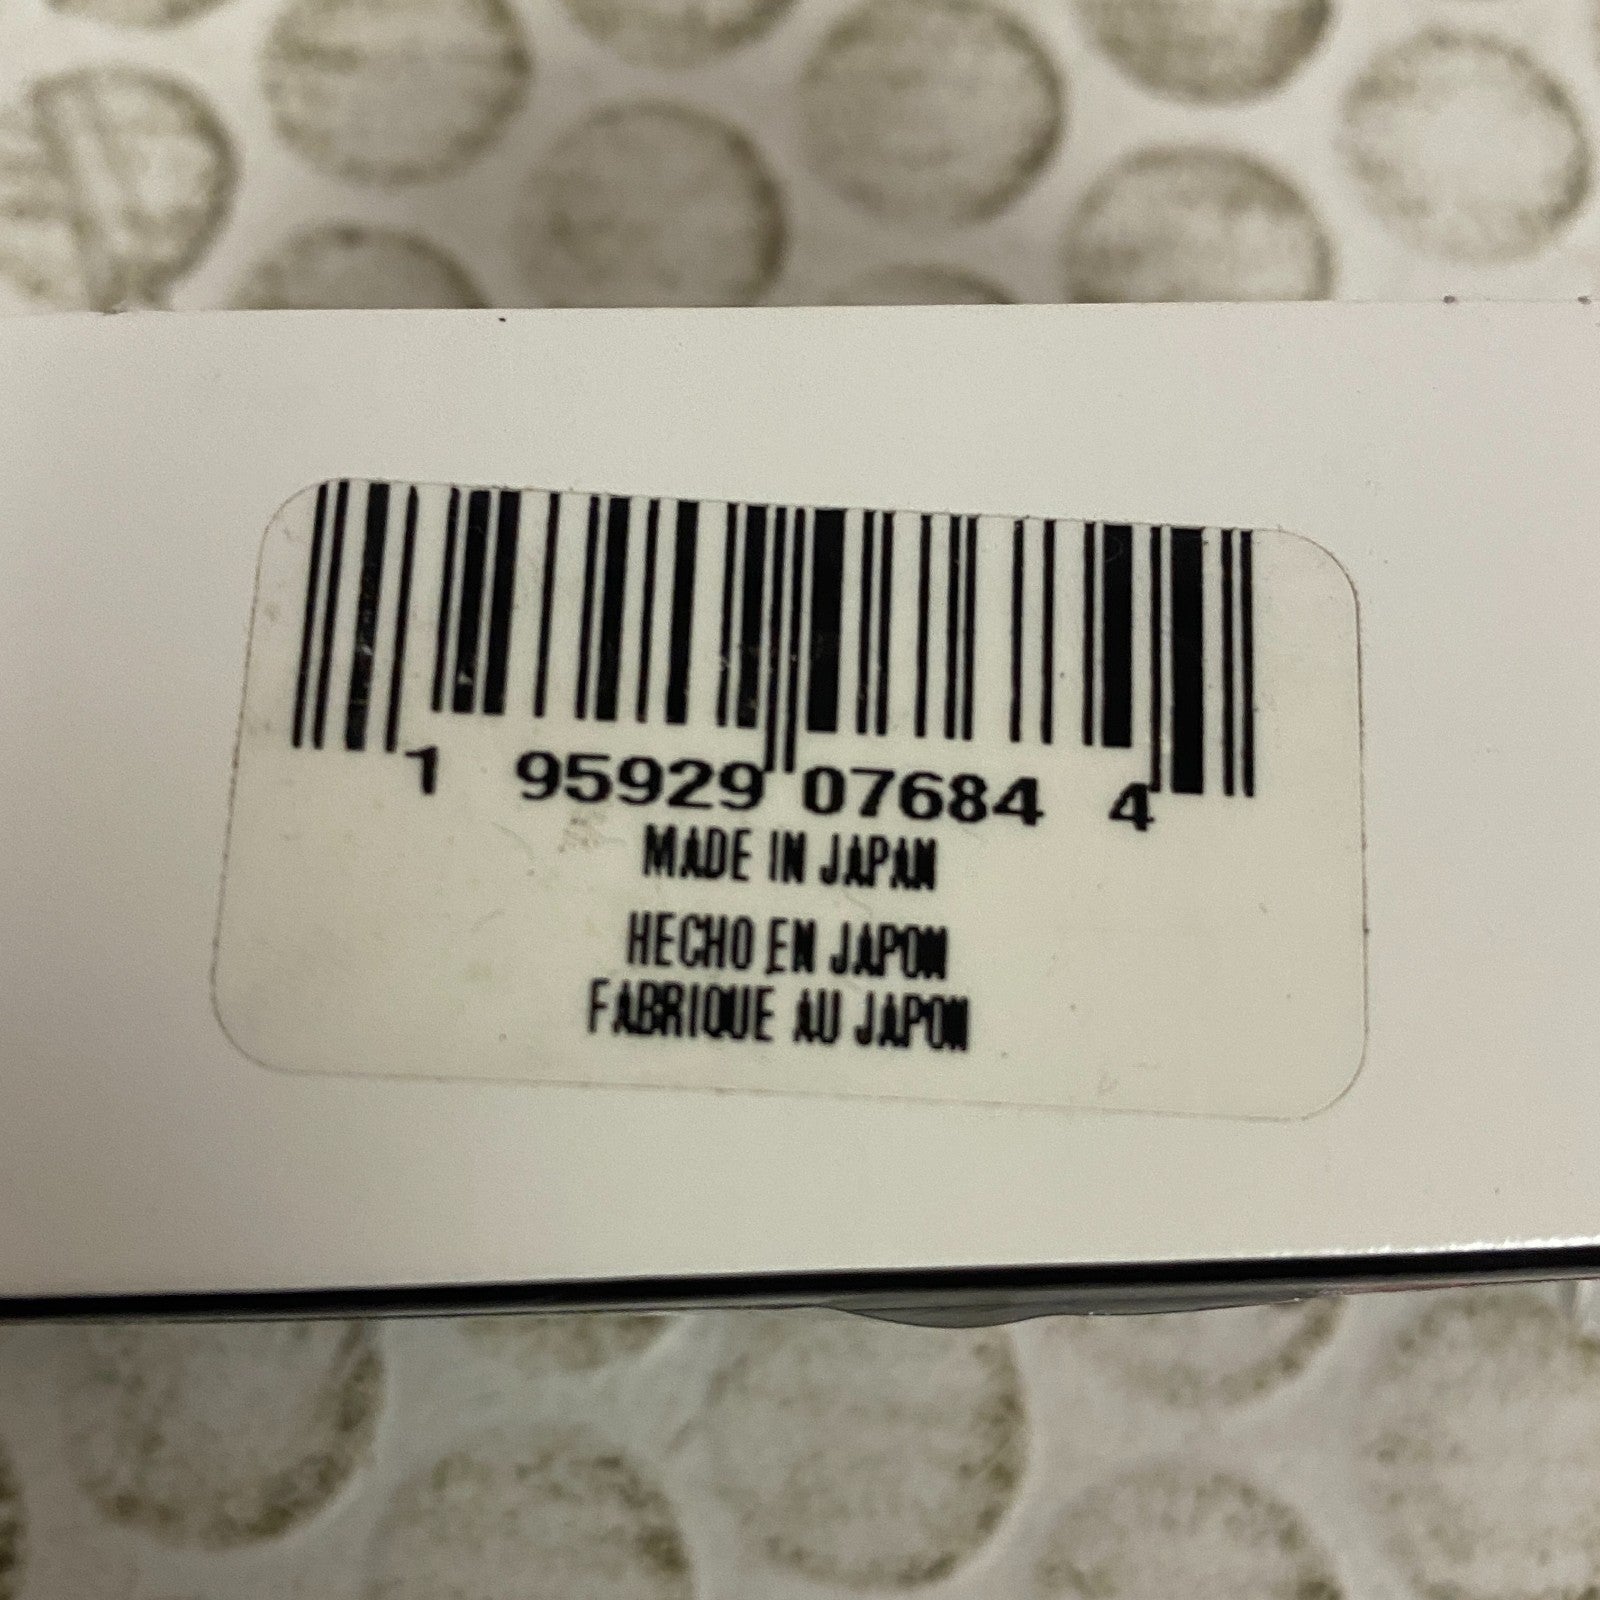 1 95929 07684 4
MADE IN JAPAN
HECHO EN JAPON
FABRIQUE AU JAPON